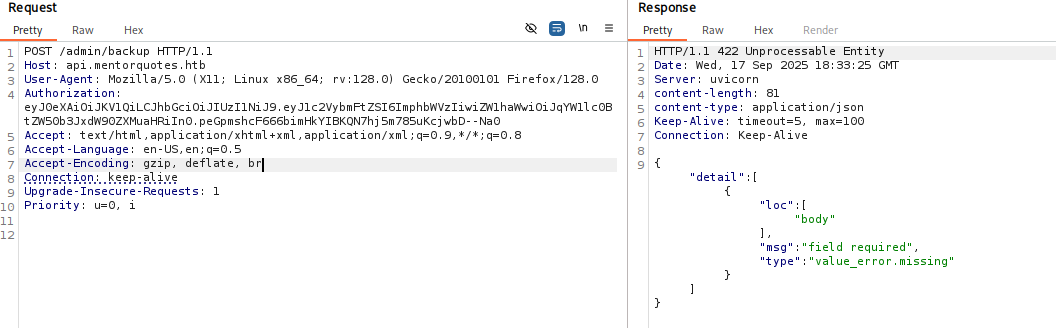 Request
Pretty Raw Hex
\n
1 POST /admin/backup HTTP/1.1
2 Host: api.mentorquotes.htb
3 User-Agent: Mozilla/5.0 (X11; Linux x86_64; rv:128.0) Gecko/20100101 Firefox/128.0
4 Authorization:
eyJ0eXAiOiJKV1QiLCJhbGciOiJIUzI1NiJ9.eyJ1c2VybmFtZSI6ImphbWVzIiwiZW1haWwiOiJqYW1lc0B
tZW50b3JxdW90ZXMuaHRiIn0.peGpmshcF666bimHkYIBKQN7hj5m785uKcjwbD--Na0
5 Accept: text/html,application/xhtml+xml,application/xml;q=0.9,*/*;q=0.8
6 Accept-Language: en-US,en;q=0.5
7 Accept-Encoding: gzip, deflate, br
8 Connection: keep-alive
9 Upgrade-Insecure-Requests: 1
10 Priority: u=0, i
11
12
Response
Pretty Raw Hex Render
1 HTTP/1.1 422 Unprocessable Entity
2 Date: Wed, 17 Sep 2025 18:33:25 GMT
3 Server: uvicorn
4 content-length: 81
5 content-type: application/json
6 Keep-Alive: timeout=5, max=100
7 Connection: Keep-Alive
8
9 {
"detail":[
{
"loc":[
"body"
],
"msg":"field required",
"type":"value_error.missing"
}
]
}